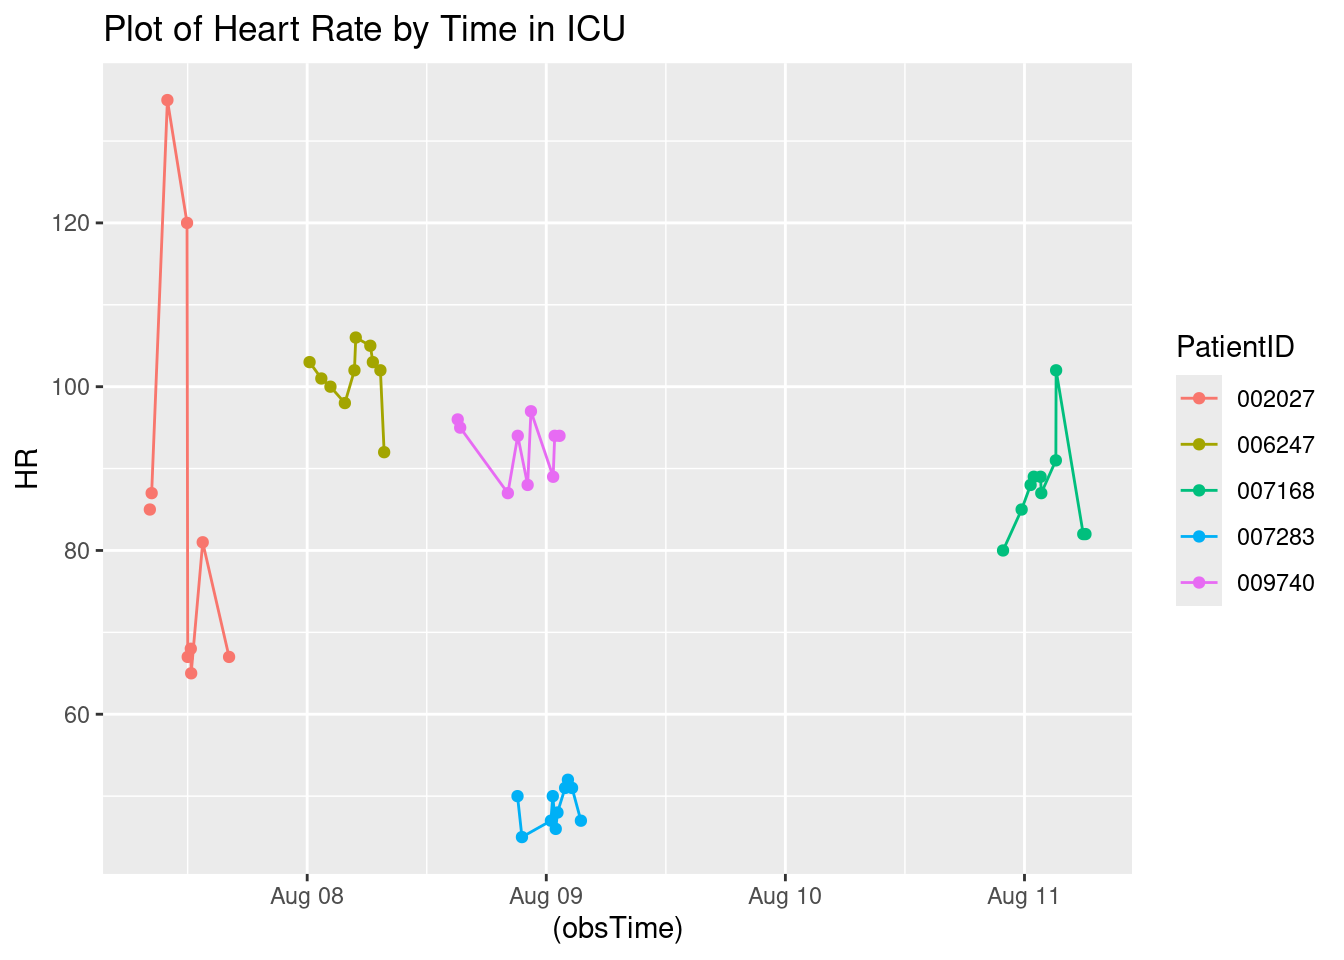 Plot of Heart Rate by Time in ICU
120
100
80
60
HR
Aug 08
Aug 09
Aug 10
Aug 11
(obsTime)
PatientID
002027
006247
007168
007283
009740